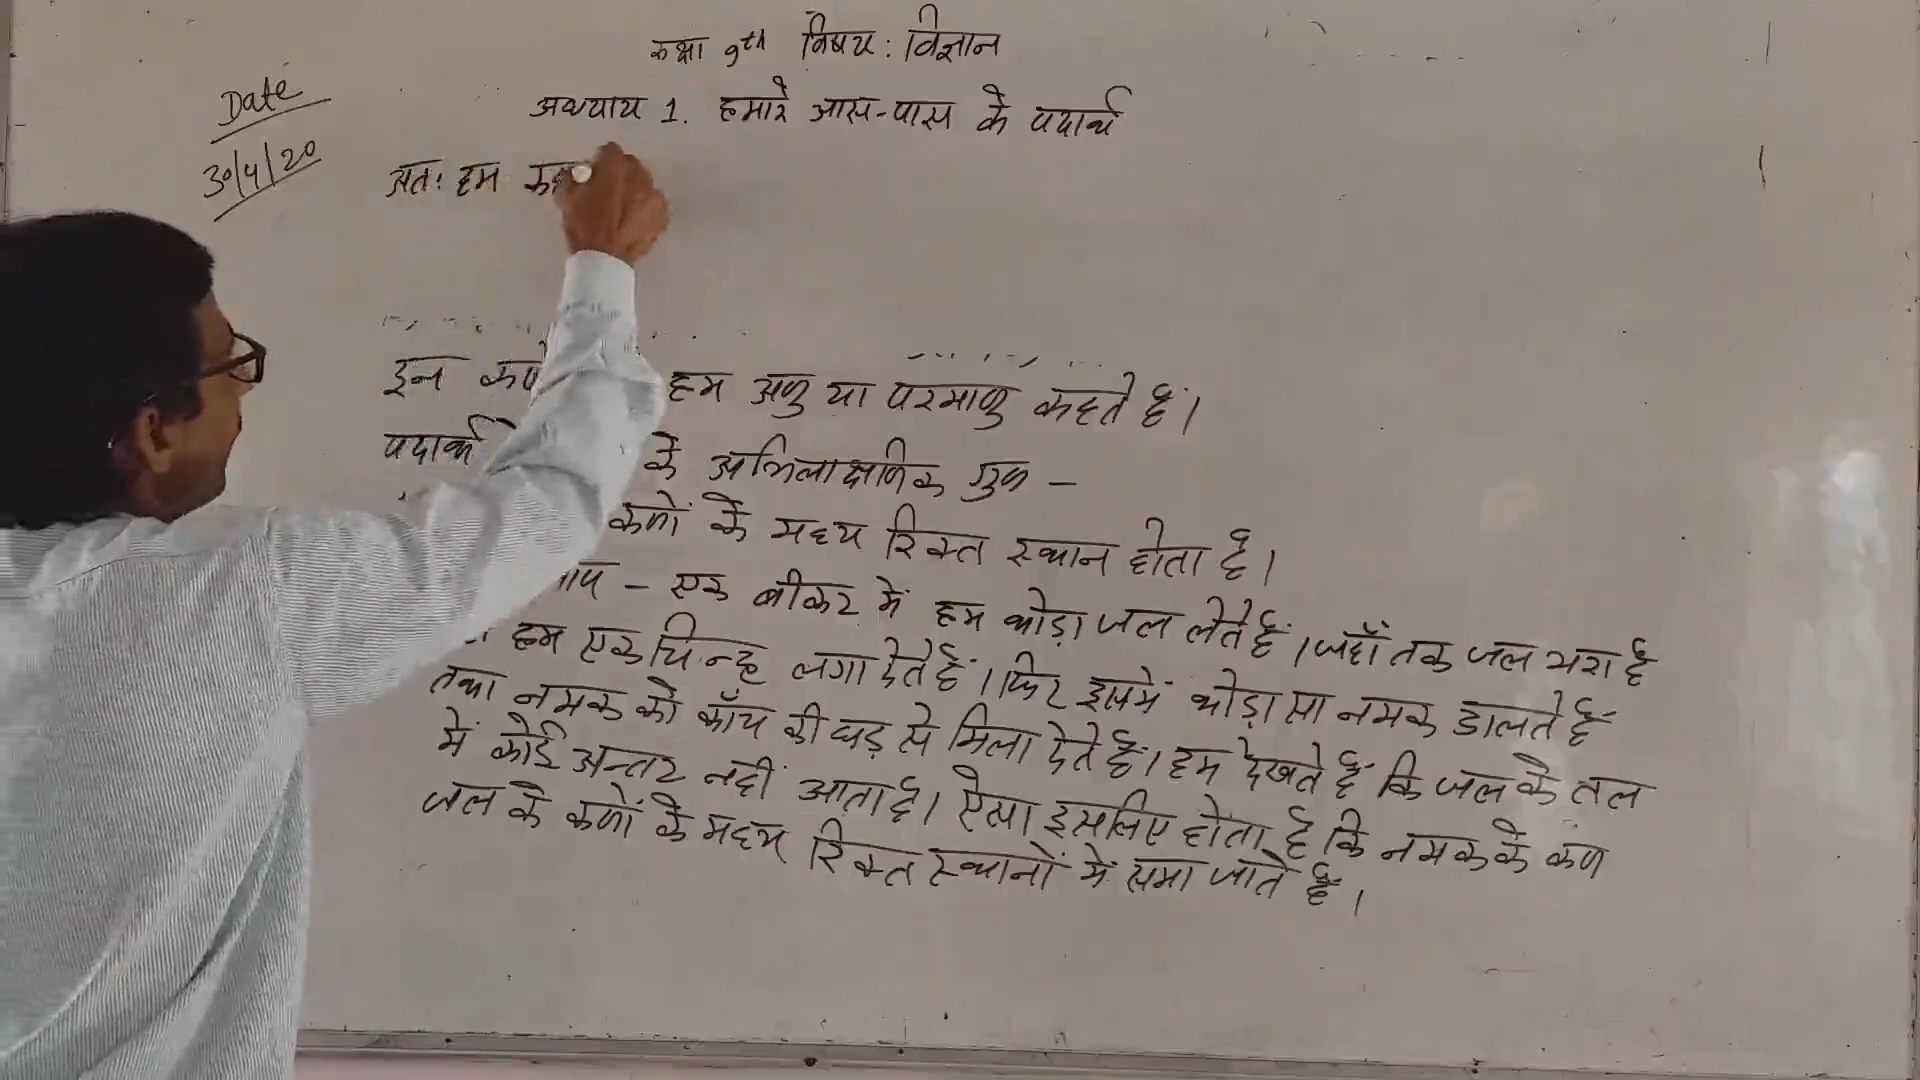 कक्षा 9th विषय : विज्ञान
Date
30/4/20
अध्याय 1. हमारे आस-पास के पदार्थ
अतः हम
इन हम अणु या परमाणु कहते हैं।
पदार्थ के अभिलाक्षणिक गुण -
कणों के मध्य रिक्त स्थान होता है।
- एक बीकर में हम थोड़ा जल लेते हैं। जहाँ तक जल भरा है
हम एक चिन्ह लगा देते हैं। फिर इसमें थोड़ा सा नमक डालते हैं
तथा नमक को काँच की छड़ से मिला देते हैं। हम देखते हैं कि जल के तल
में कोई अन्तर नहीं आता है। ऐसा इसलिए होता है कि नमक के कण
जल के कणों के मध्य रिक्त स्थानों में समा जाते हैं।